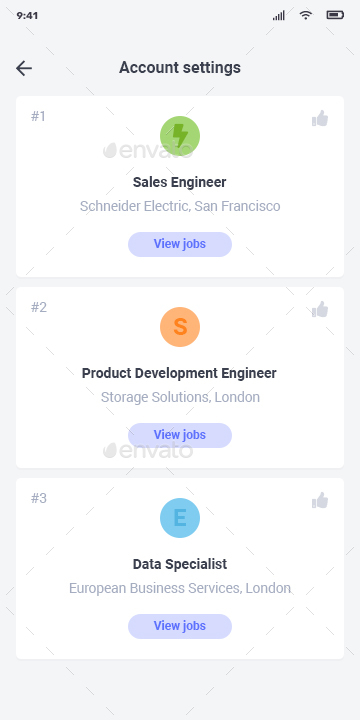 9:41
Account settings
#1
envato
Sales Engineer
Schneider Electric, San Francisco
View jobs
#2
S
Product Development Engineer
Storage Solutions, London
View jobs
envato
#3
E
Data Specialist
European Business Services, London
View jobs